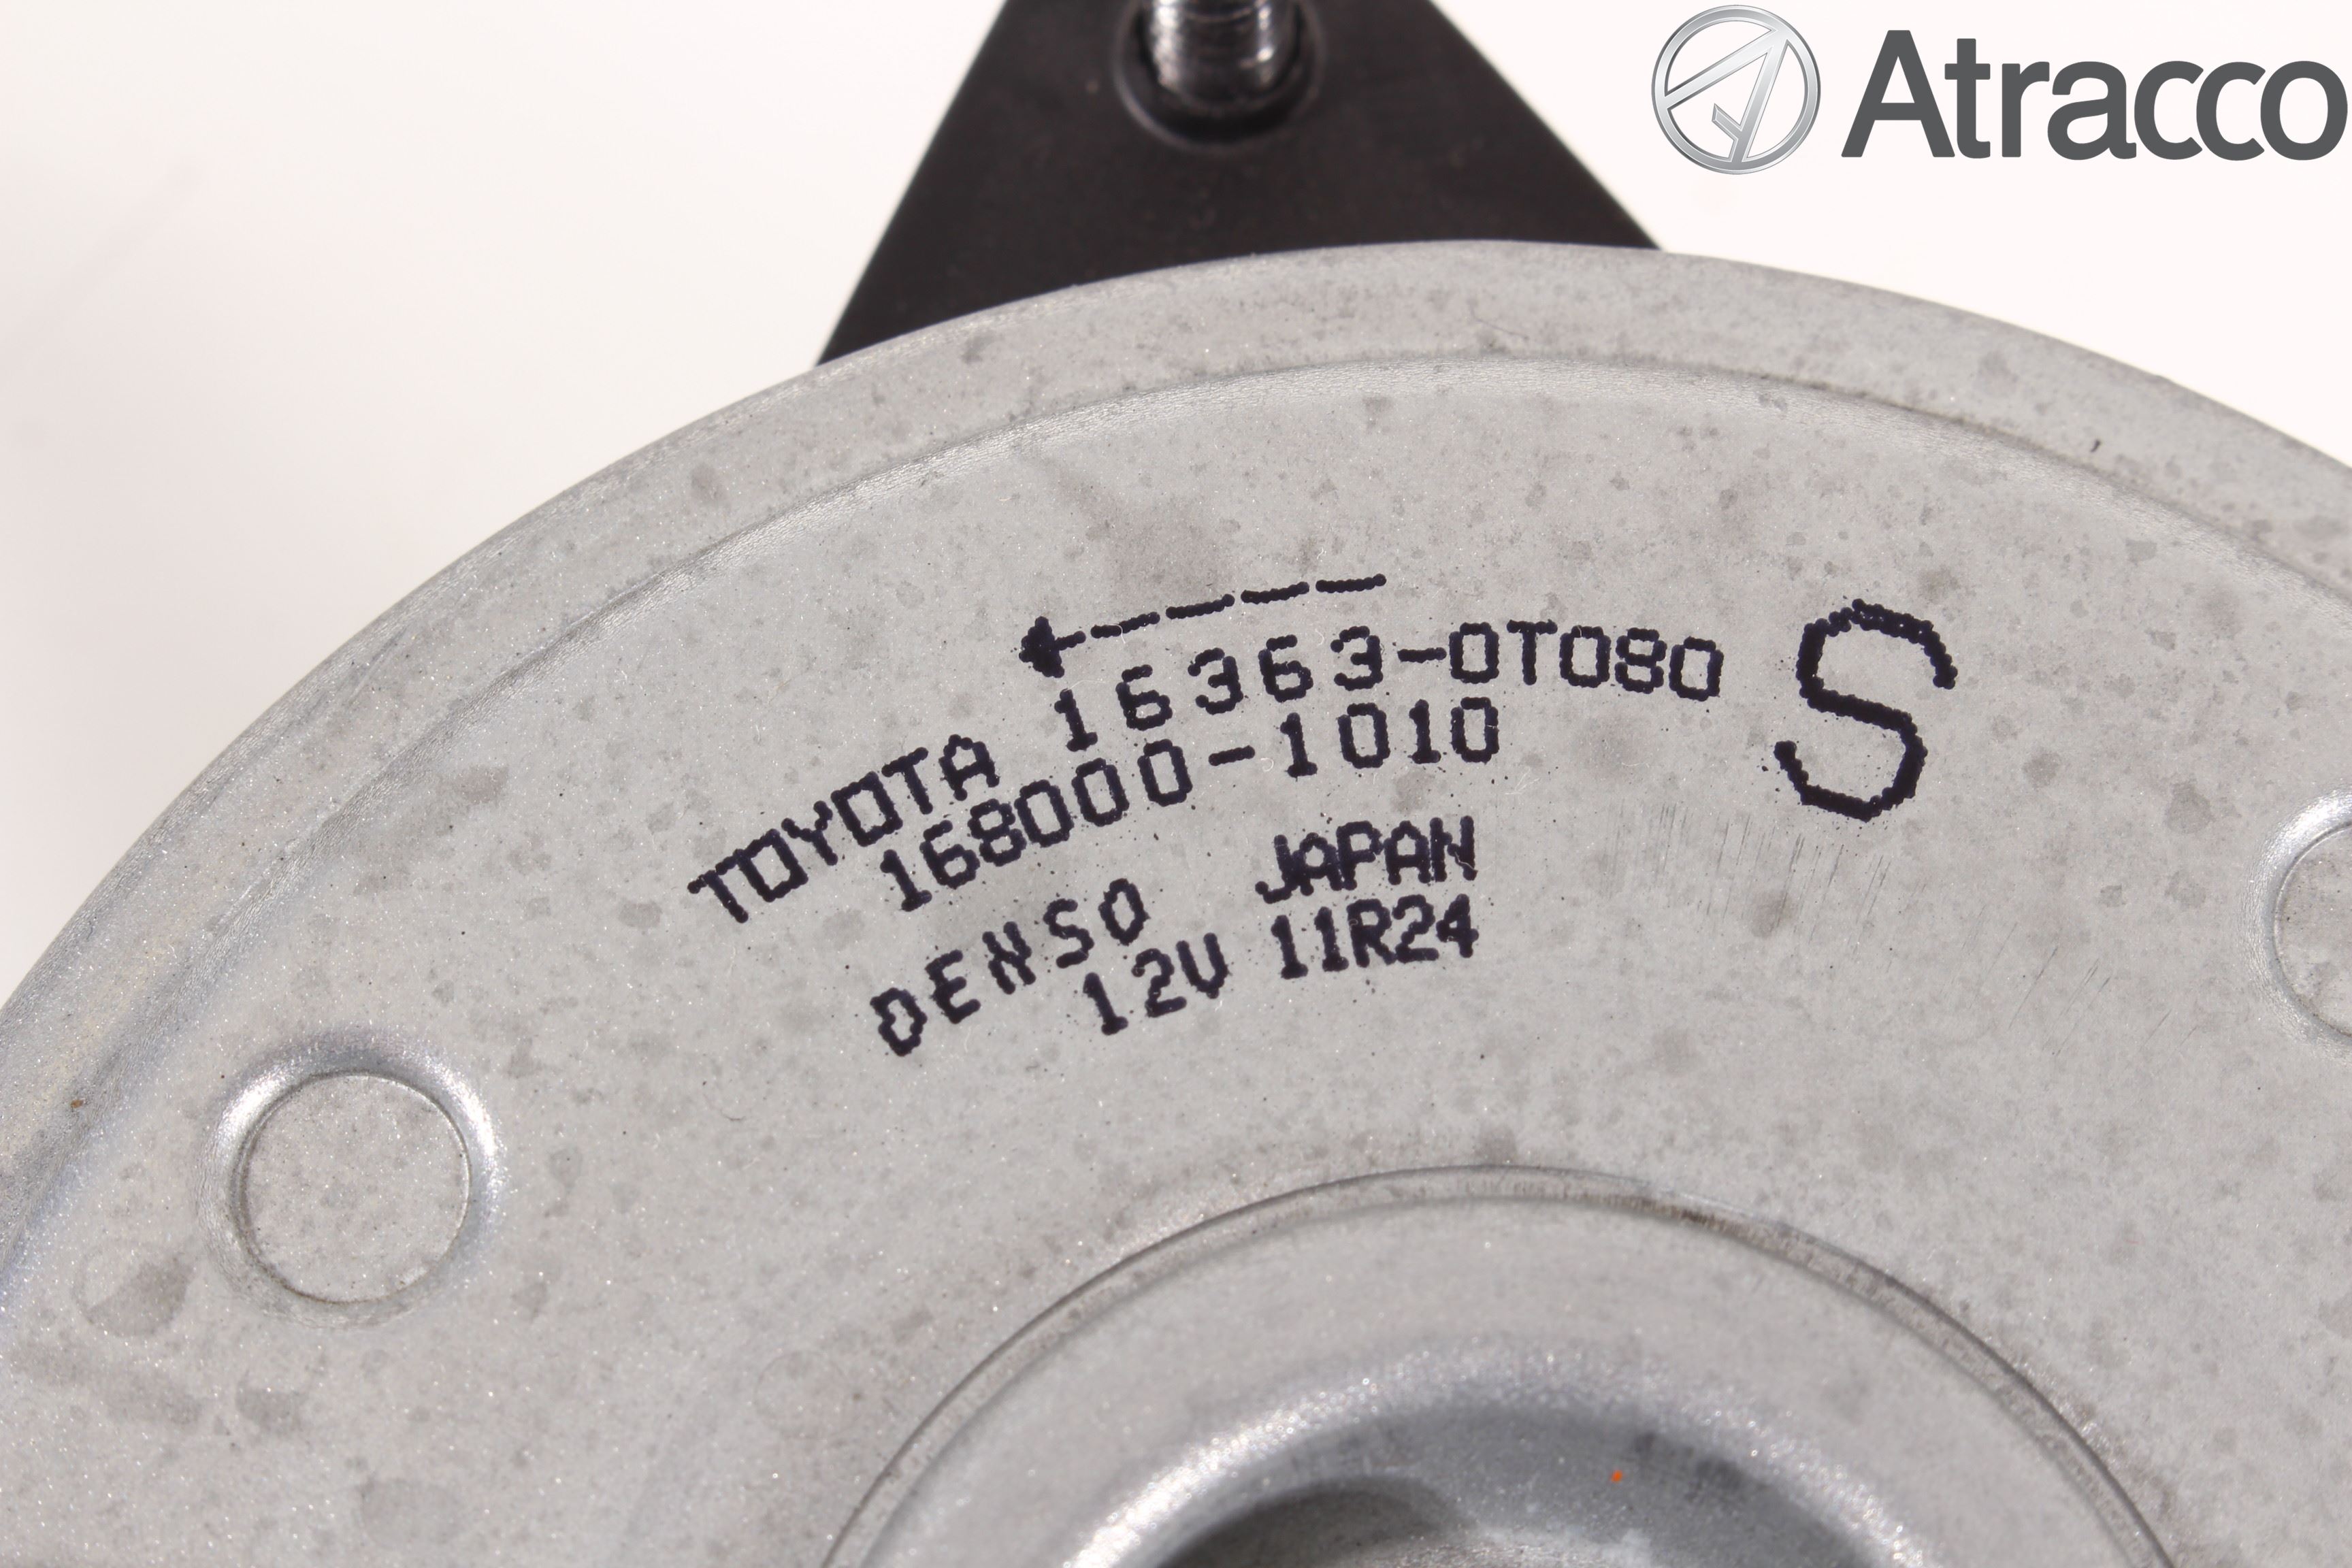 Atracco
TOYOTA 16363-0T080 S
168000-1010
DENSO JAPAN
12V 11R24